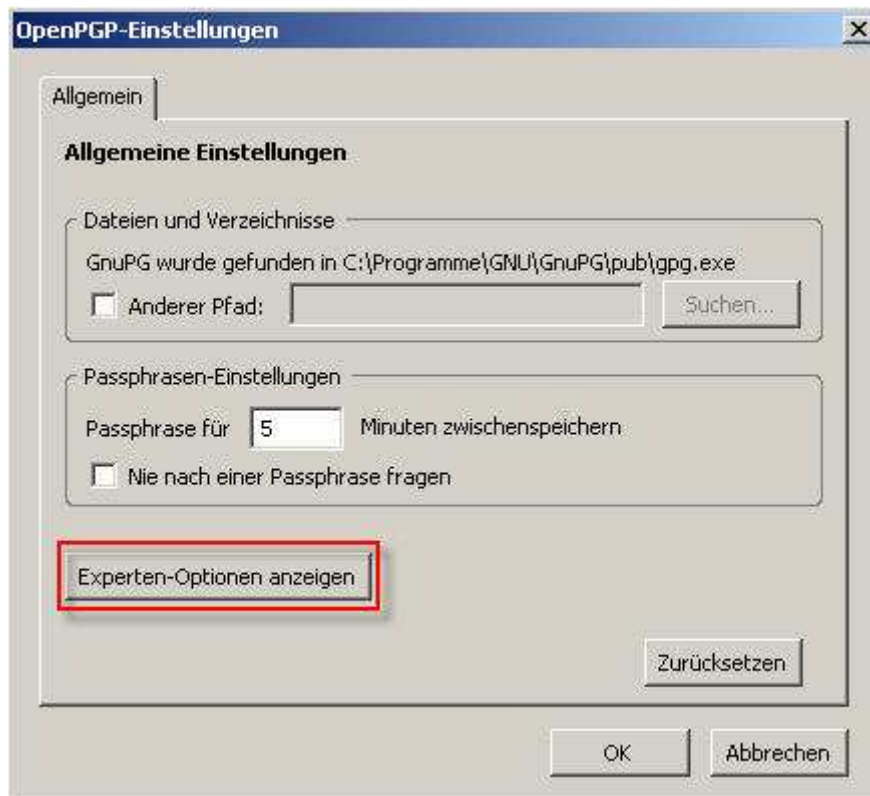 OpenPGP-Einstellungen
Allgemein
Allgemeine Einstellungen
Dateien und Verzeichnisse
GnuPG wurde gefunden in C:\Programme\GNU\GnuPG\pub\gpg.exe
Anderer Pfad: Suchen...
Passphrasen-Einstellungen
Passphrase für 5 Minuten zwischenspeichern
Nie nach einer Passphrase fragen
Experten-Optionen anzeigen
Zurücksetzen
OK Abbrechen